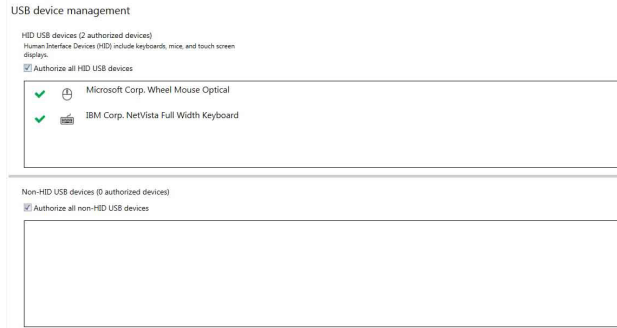 USB device management
HID USB devices (2 authorized devices)
Human Interface Devices (HID) include keyboards, mice, and touch screen
displays.
Authorize all HID USB devices
Microsoft Corp. Wheel Mouse Optical
IBM Corp. NetVista Full Width Keyboard
Non-HID USB devices (0 authorized devices)
Authorize all non-HID USB devices